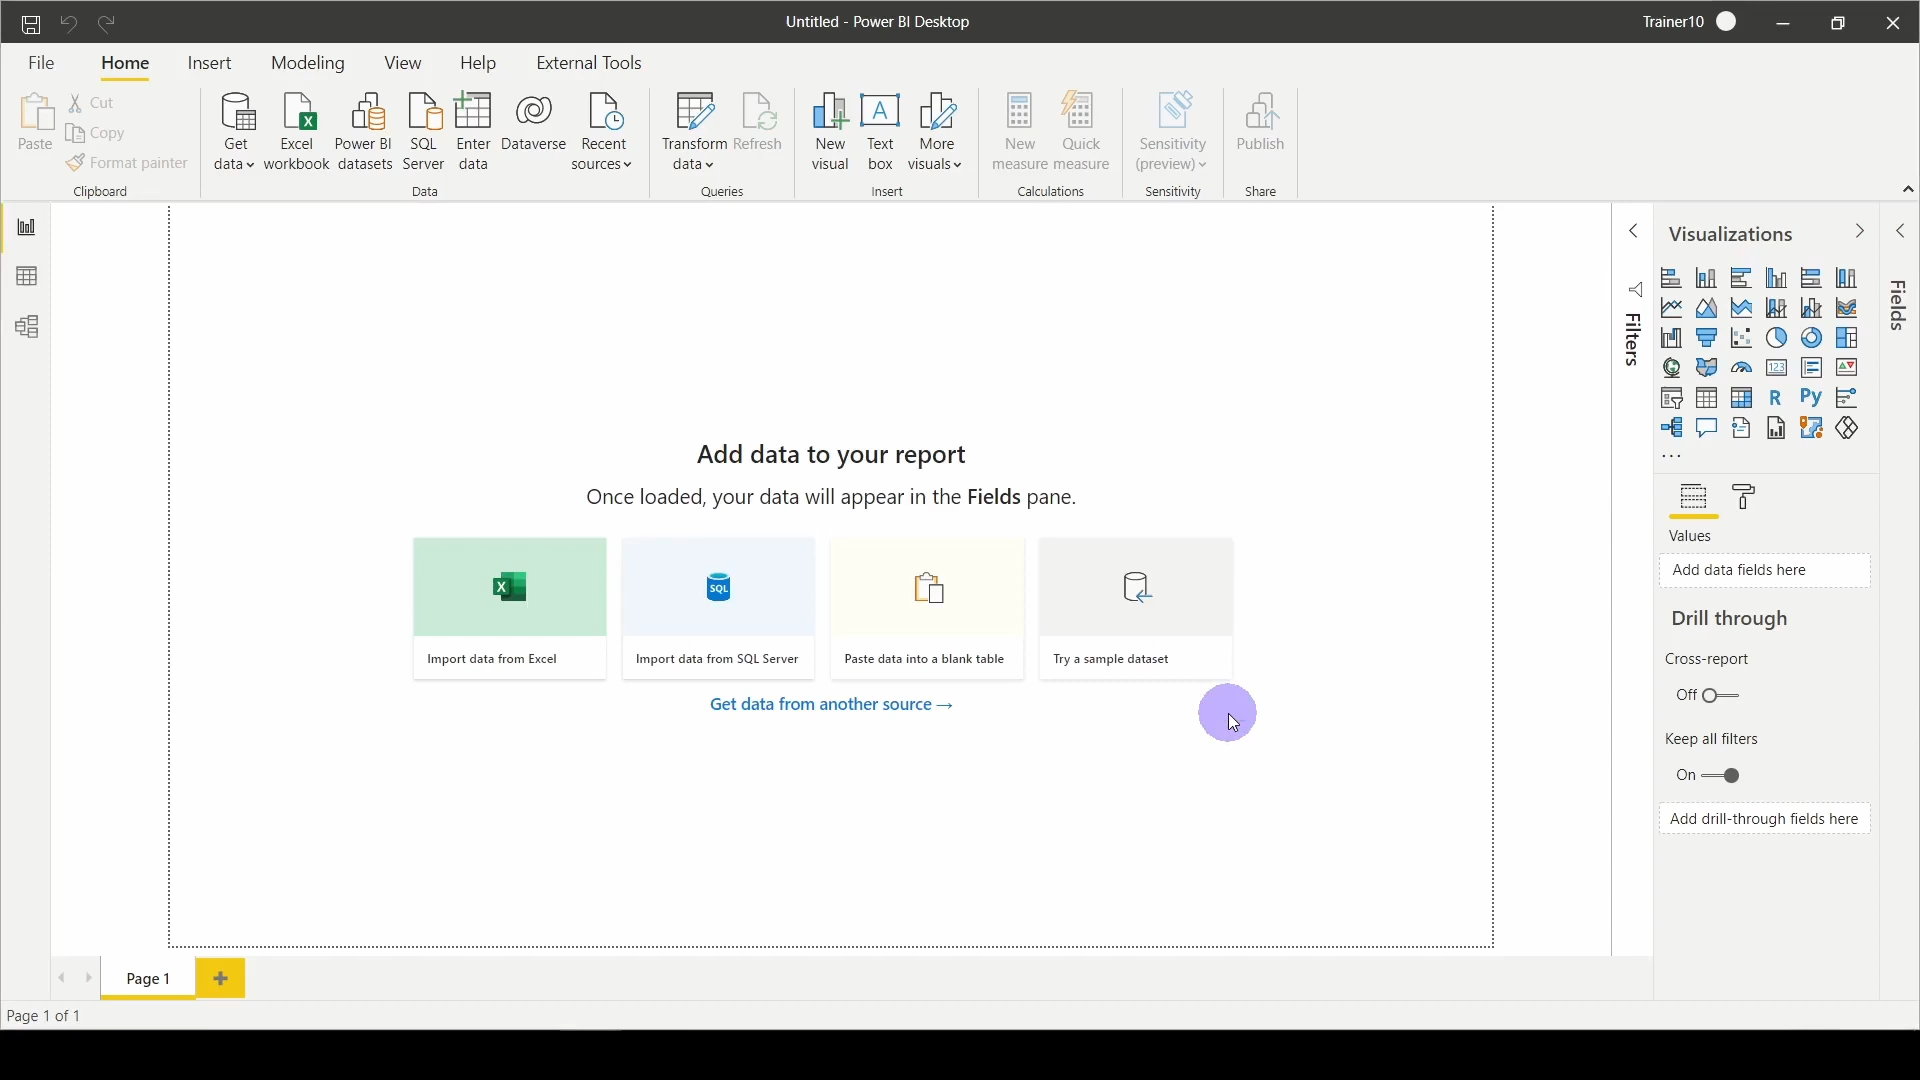 Untitled - Power BI Desktop
Trainer10
File Home Insert Modeling View Help External Tools
Paste
Cut
Copy
Format painter
Clipboard
Get data
Excel workbook
Power BI datasets
SQL Server
Enter data
Dataverse
Recent sources
Data
Transform data
Refresh
Queries
New visual
A
Text box
More visuals
Insert
New measure
Quick measure
Calculations
Sensitivity (preview)
Sensitivity
Publish
Share
Add data to your report
Once loaded, your data will appear in the Fields pane.
X
SQL
Import data from Excel
Import data from SQL Server
Paste data into a blank table
Try a sample dataset
Get data from another source →
Filters
Visualizations
123
R
Py
...
Values
Add data fields here
Drill through
Cross-report
Off
Keep all filters
On
Add drill-through fields here
Fields
Page 1
+
Page 1 of 1